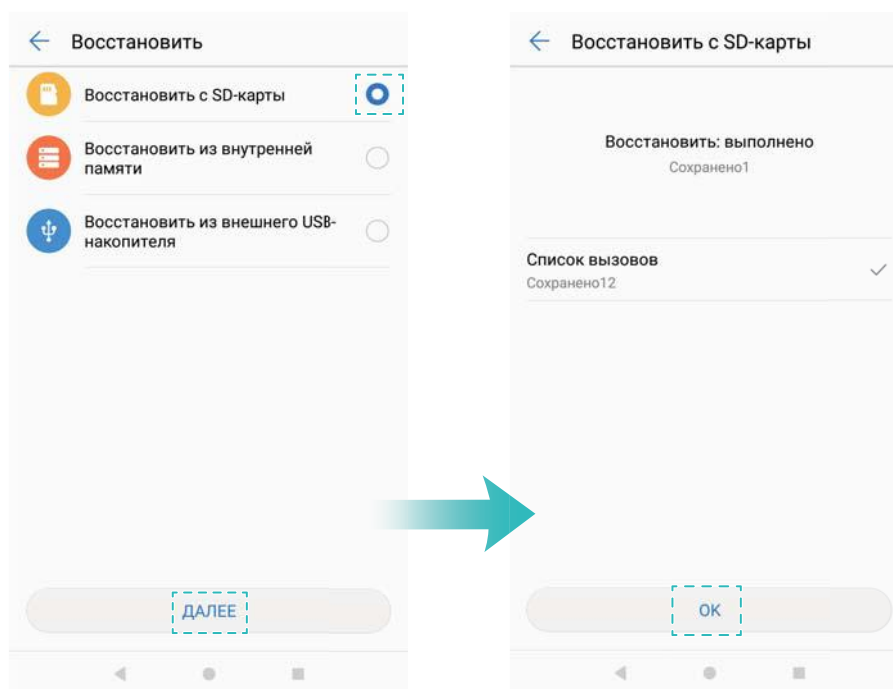 Восстановить
Восстановить с SD-карты
Восстановить из внутренней
памяти
Восстановить из внешнего USB-
накопителя
ДАЛЕЕ
Восстановить с SD-карты
Восстановить: выполнено
Сохранено1
Список вызовов
Сохранено12
ОК